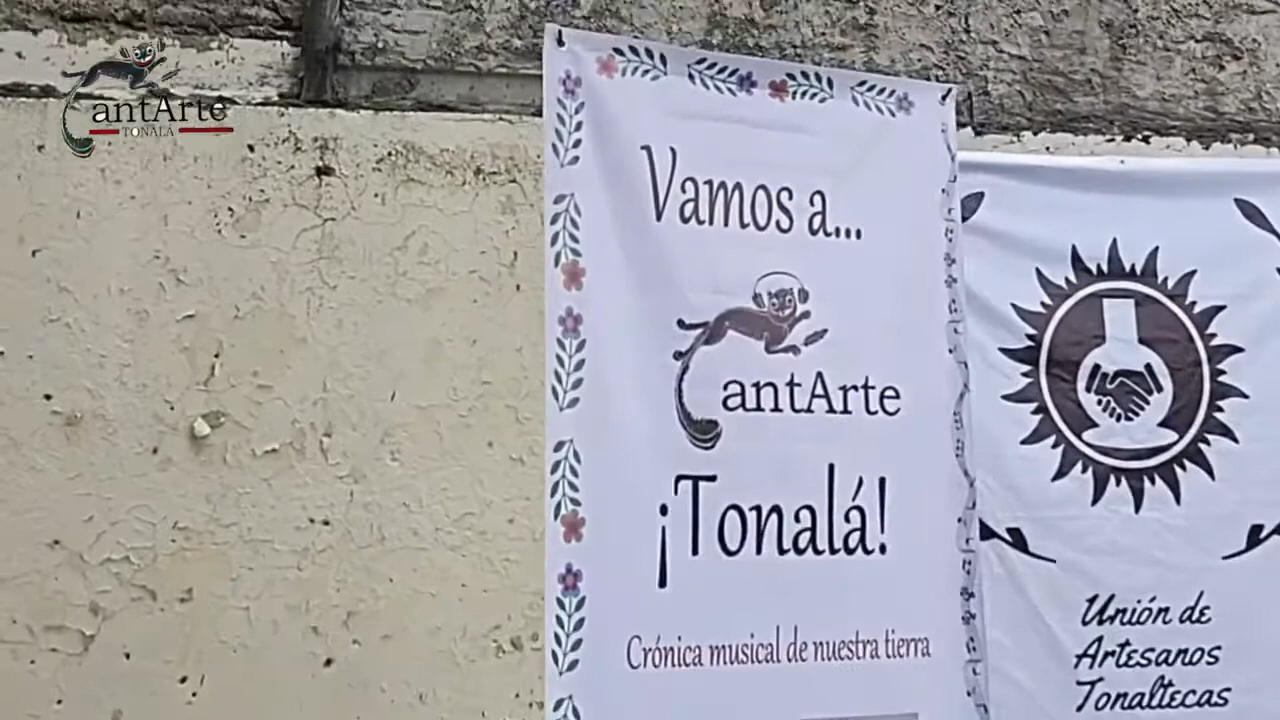 CantArte
TONALÁ
Vamos a...
CantArte
¡Tonalá!
Crónica musical de nuestra tierra
Unión de
Artesanos
Tonaltecas